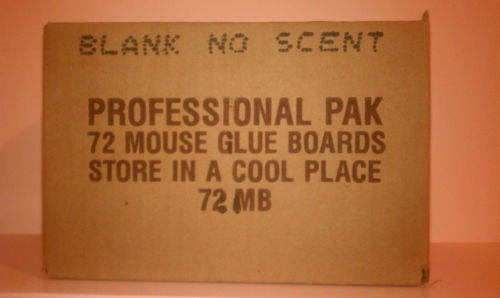 BLANK NO SCENT
PROFESSIONAL PAK
72 MOUSE GLUE BOARDS
STORE IN A COOL PLACE
72 MB